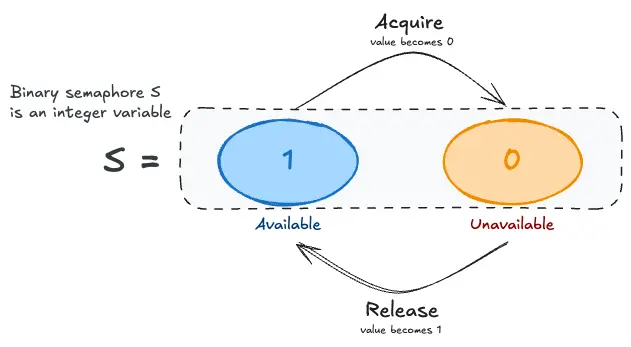 Acquire
value becomes 0
Binary semaphore S
is an integer variable
S =
1
0
Available
Unavailable
Release
value becomes 1